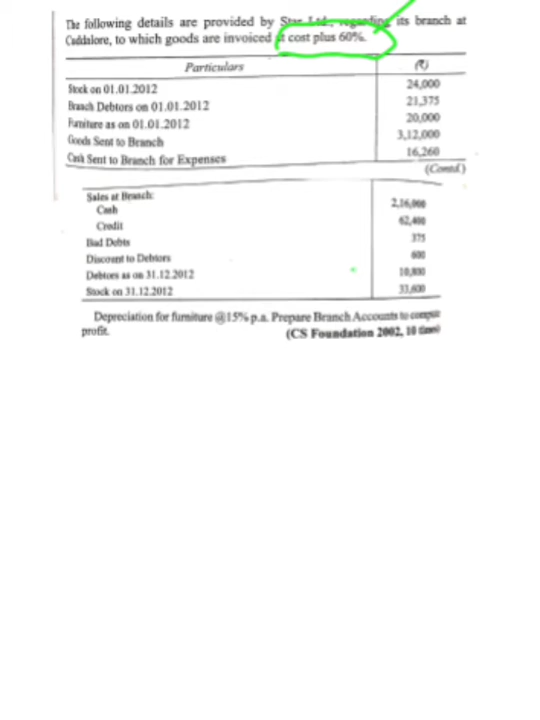 The following details are provided by Star Ltd., regarding its branch at
Cuddalore, to which goods are invoiced at cost plus 60%.
Particulars (₹)
Stock on 01.01.2012 24,000
Branch Debtors on 01.01.2012 21,375
Furniture as on 01.01.2012 20,000
Goods Sent to Branch 3,12,000
Cash Sent to Branch for Expenses 16,260
(Contd.)
Sales at Branch:
Cash 2,16,000
Credit 62,400
Bad Debts 375
Discount to Debtors 600
Debtors as on 31.12.2012 10,800
Stock on 31.12.2012 33,600
Depreciation for furniture @15% p.a. Prepare Branch Accounts to compute
profit. (CS Foundation 2002, 10